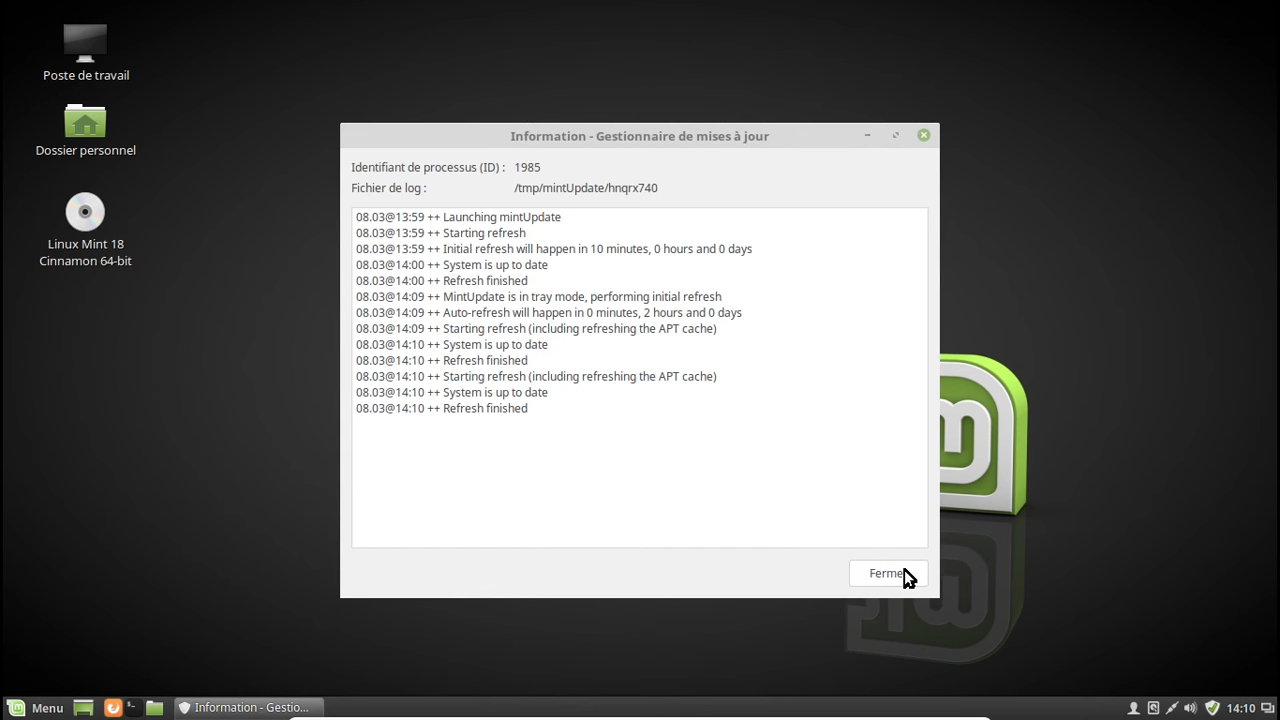 Poste de travail
Dossier personnel
Linux Mint 18
Cinnamon 64-bit
Information - Gestionnaire de mises à jour
Identifiant de processus (ID) : 1985
Fichier de log : /tmp/mintUpdate/hnqrx740
08.03@13:59 ++ Launching mintUpdate
08.03@13:59 ++ Starting refresh
08.03@13:59 ++ Initial refresh will happen in 10 minutes, 0 hours and 0 days
08.03@14:00 ++ System is up to date
08.03@14:00 ++ Refresh finished
08.03@14:09 ++ MintUpdate is in tray mode, performing initial refresh
08.03@14:09 ++ Auto-refresh will happen in 0 minutes, 2 hours and 0 days
08.03@14:09 ++ Starting refresh (including refreshing the APT cache)
08.03@14:10 ++ System is up to date
08.03@14:10 ++ Refresh finished
08.03@14:10 ++ Starting refresh (including refreshing the APT cache)
08.03@14:10 ++ System is up to date
08.03@14:10 ++ Refresh finished
Ferme
Menu
Information - Gestio...
14:10